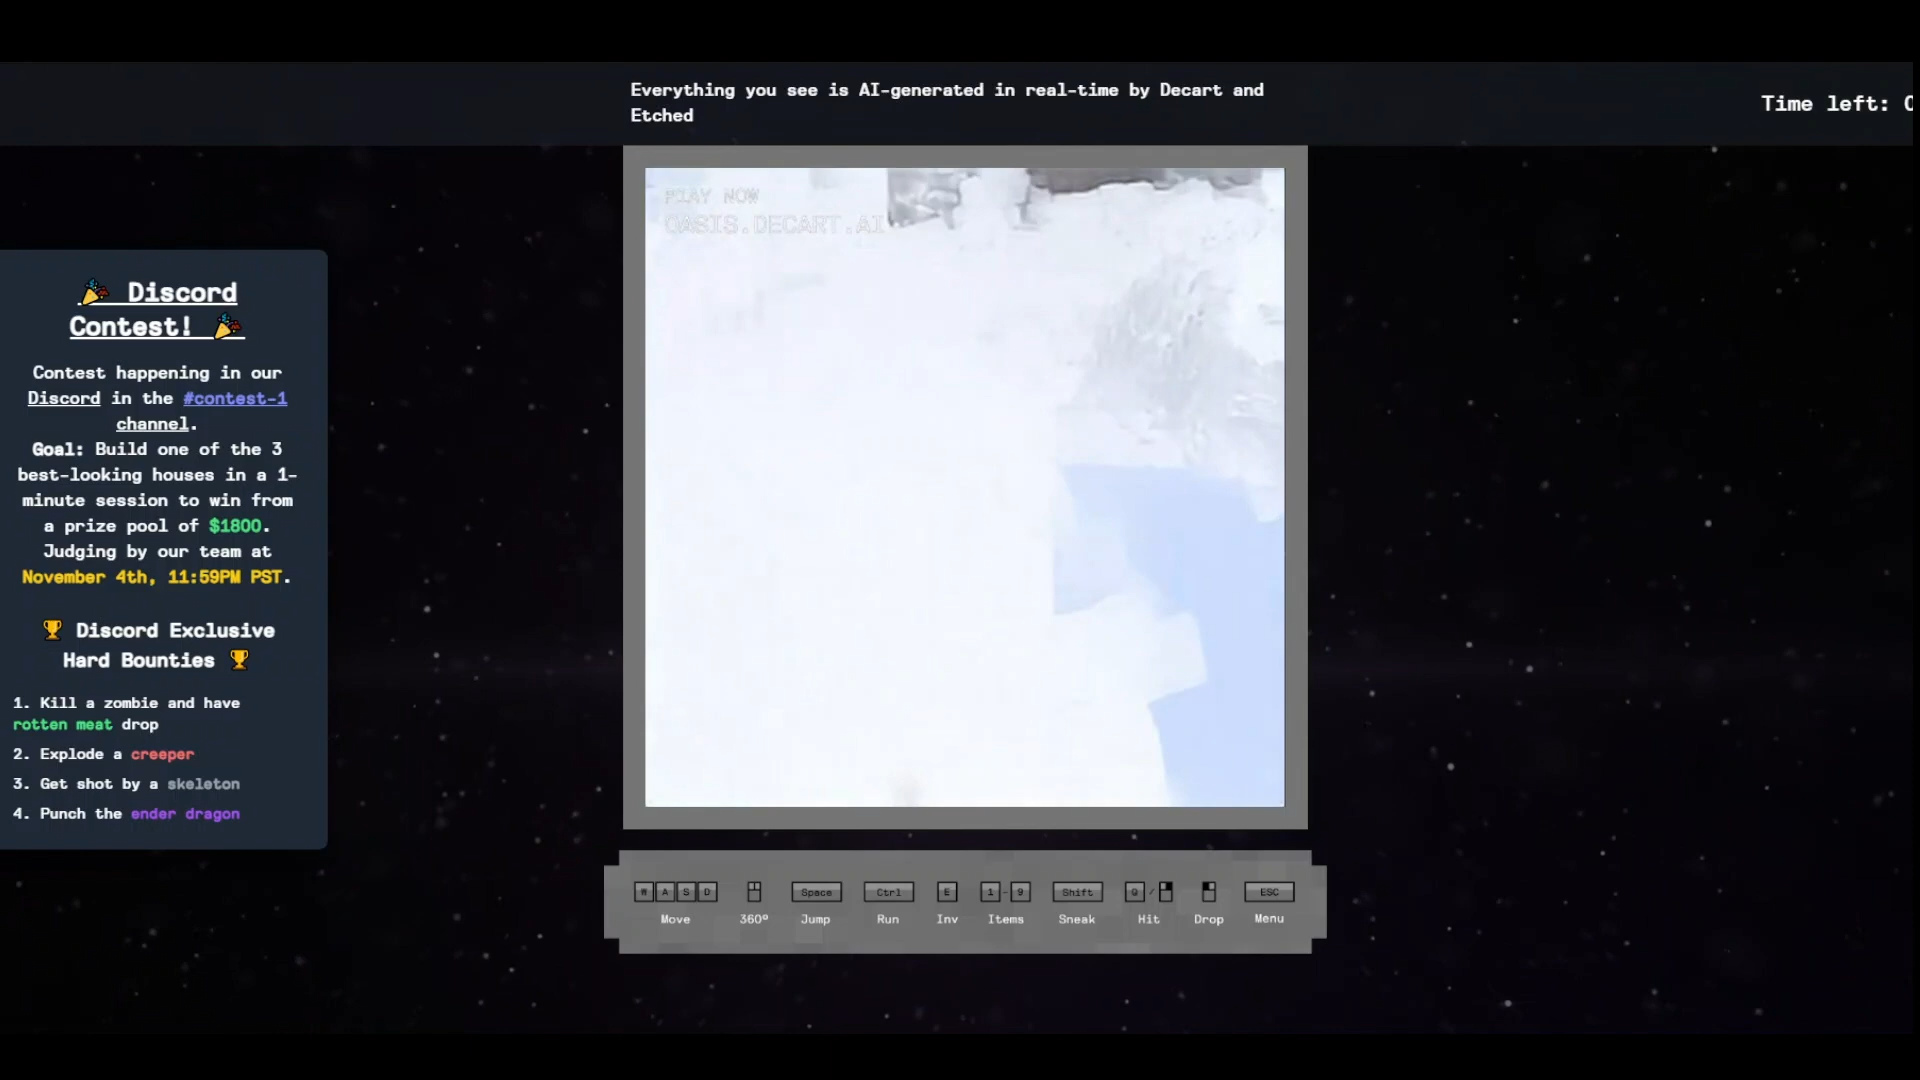 Everything you see is AI-generated in real-time by Decart and
Etched
Time left:
PLAY NOW
OASIS.DECART.AI
Discord
Contest!
Contest happening in our
Discord in the #contest-1
channel.
Goal: Build one of the 3
best-looking houses in a 1-
minute session to win from
a prize pool of $1800.
Judging by our team at
November 4th, 11:59PM PST.
Discord Exclusive
Hard Bounties
1. Kill a zombie and have
rotten meat drop
2. Explode a creeper
3. Get shot by a skeleton
4. Punch the ender dragon
W A S D Space Ctrl E 1 - 9 Shift Q / ESC
Move 360º Jump Run Inv Items Sneak Hit Drop Menu